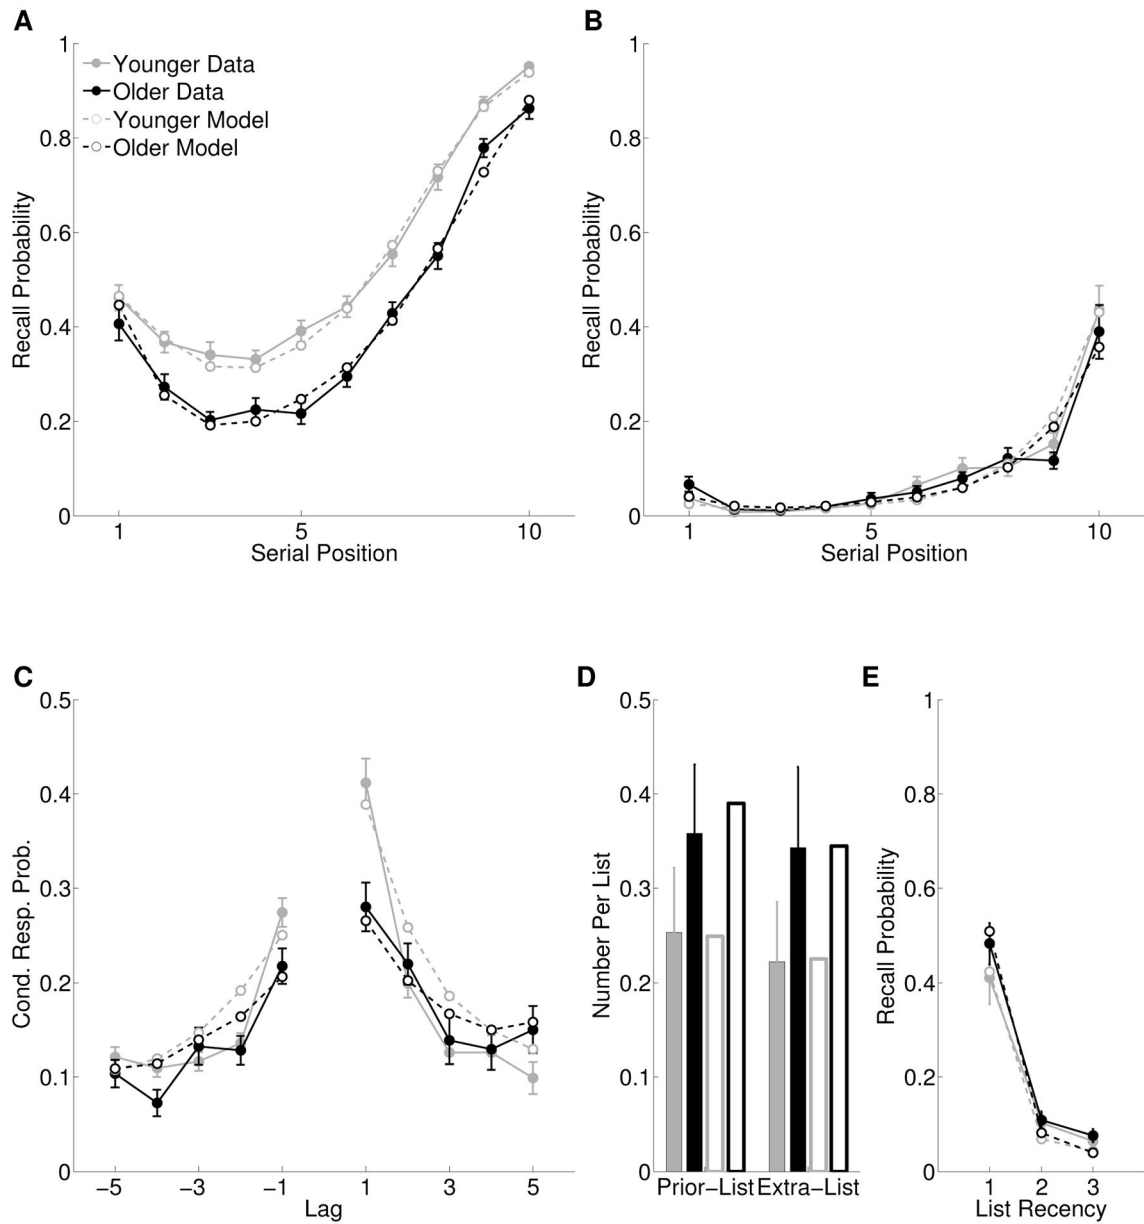 A
1
0.8
0.6
0.4
0.2
0
Recall Probability
Younger Data
Older Data
Younger Model
Older Model
1 5 10
Serial Position
B
1
0.8
0.6
0.4
0.2
0
Recall Probability
1 5 10
Serial Position
C
0.5
0.4
0.3
0.2
0.1
0
Cond. Resp. Prob.
−5 −3 −1 1 3 5
Lag
D
0.5
0.4
0.3
0.2
0.1
0
Number Per List
Prior−List Extra−List
E
1
0.8
0.6
0.4
0.2
0
Recall Probability
1 2 3
List Recency